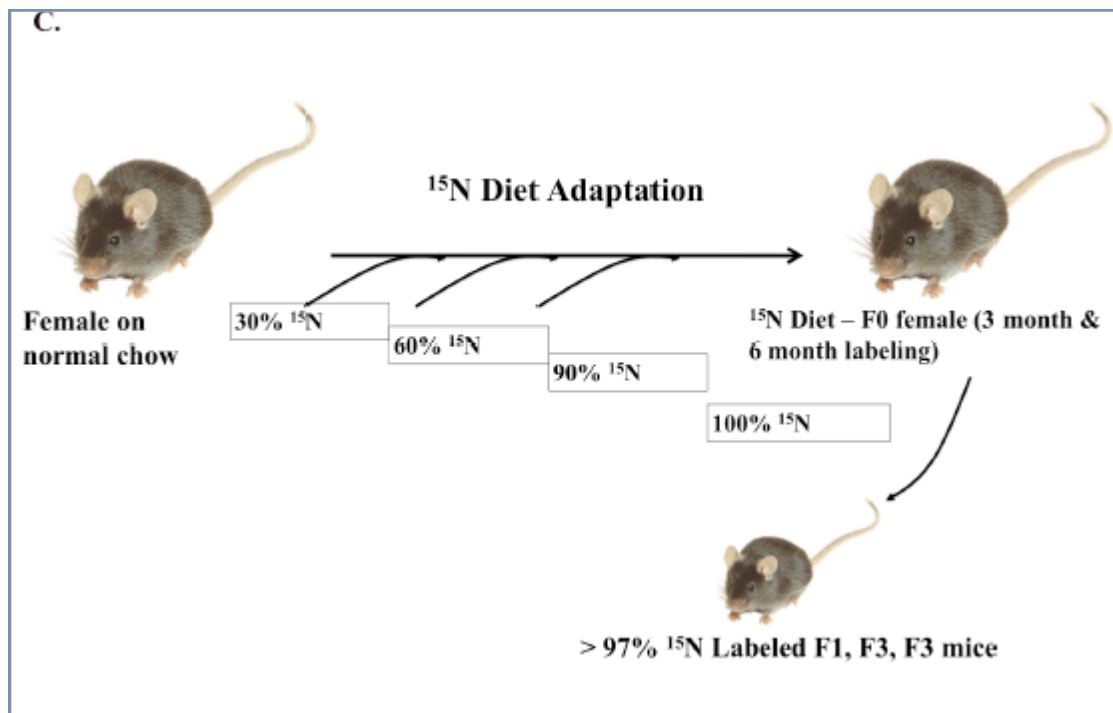 C.
¹⁵N Diet Adaptation
Female on
normal chow
30% ¹⁵N
60% ¹⁵N
90% ¹⁵N
100% ¹⁵N
¹⁵N Diet – F0 female (3 month &
6 month labeling)
> 97% ¹⁵N Labeled F1, F3, F3 mice